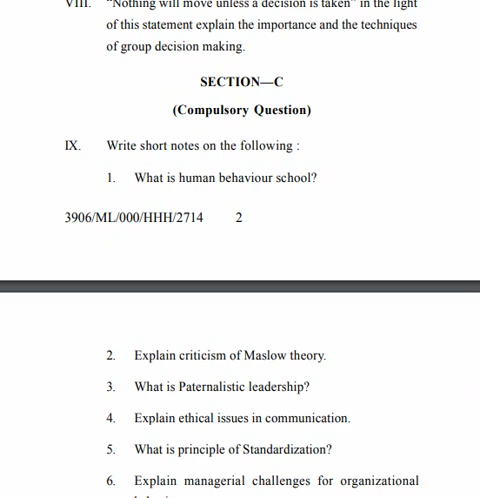 VIII. "Nothing will move unless a decision is taken" in the light
of this statement explain the importance and the techniques
of group decision making.
SECTION—C
(Compulsory Question)
IX. Write short notes on the following :
1. What is human behaviour school?
3906/ML/000/HHH/2714 2
2. Explain criticism of Maslow theory.
3. What is Paternalistic leadership?
4. Explain ethical issues in communication.
5. What is principle of Standardization?
6. Explain managerial challenges for organizational